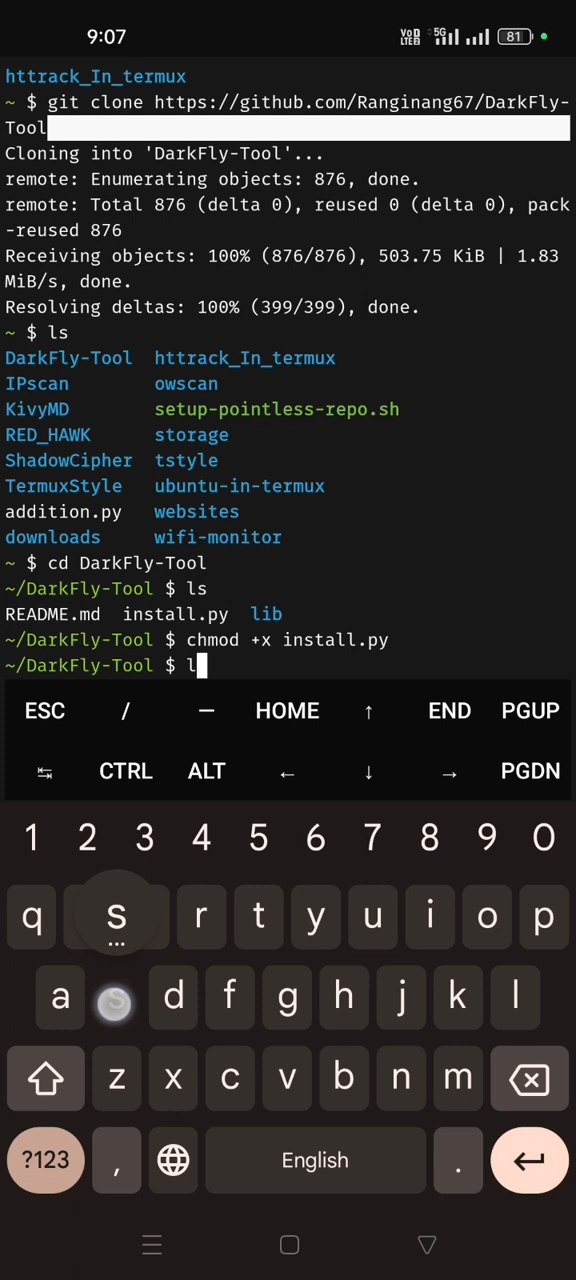 9:07
VoD LTE2 5G 81
httrack_In_termux
~ $ git clone https://github.com/Ranginang67/DarkFly-
Tool
Cloning into 'DarkFly-Tool'...
remote: Enumerating objects: 876, done.
remote: Total 876 (delta 0), reused 0 (delta 0), pack
-reused 876
Receiving objects: 100% (876/876), 503.75 KiB | 1.83
MiB/s, done.
Resolving deltas: 100% (399/399), done.
~ $ ls
DarkFly-Tool httrack_In_termux
IPscan owscan
KivyMD setup-pointless-repo.sh
RED_HAWK storage
ShadowCipher tstyle
TermuxStyle ubuntu-in-termux
addition.py websites
downloads wifi-monitor
~ $ cd DarkFly-Tool
~/DarkFly-Tool $ ls
README.md install.py lib
~/DarkFly-Tool $ chmod +x install.py
~/DarkFly-Tool $ l
ESC / — HOME ↑ END PGUP
↹ CTRL ALT ← ↓ → PGDN
1 2 3 4 5 6 7 8 9 0
q s r t y u i o p
a s d f g h j k l
z x c v b n m
?123 , English .